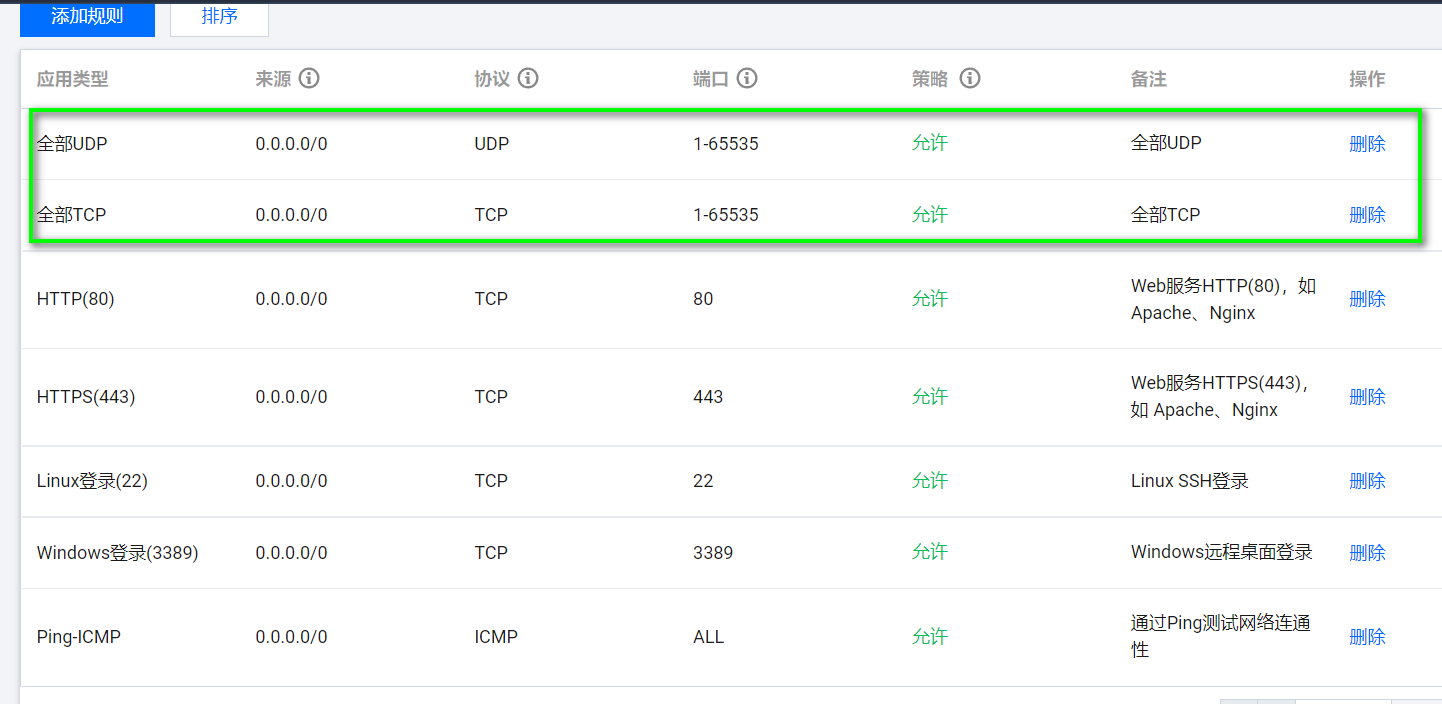 添加规则 排序
应用类型 来源 协议 端口 策略 备注 操作
全部UDP 0.0.0.0/0 UDP 1-65535 允许 全部UDP 删除
全部TCP 0.0.0.0/0 TCP 1-65535 允许 全部TCP 删除
HTTP(80) 0.0.0.0/0 TCP 80 允许 Web服务HTTP(80)，如
Apache、Nginx 删除
HTTPS(443) 0.0.0.0/0 TCP 443 允许 Web服务HTTPS(443)，
如 Apache、Nginx 删除
Linux登录(22) 0.0.0.0/0 TCP 22 允许 Linux SSH登录 删除
Windows登录(3389) 0.0.0.0/0 TCP 3389 允许 Windows远程桌面登录 删除
Ping-ICMP 0.0.0.0/0 ICMP ALL 允许 通过Ping测试网络连通
性 删除